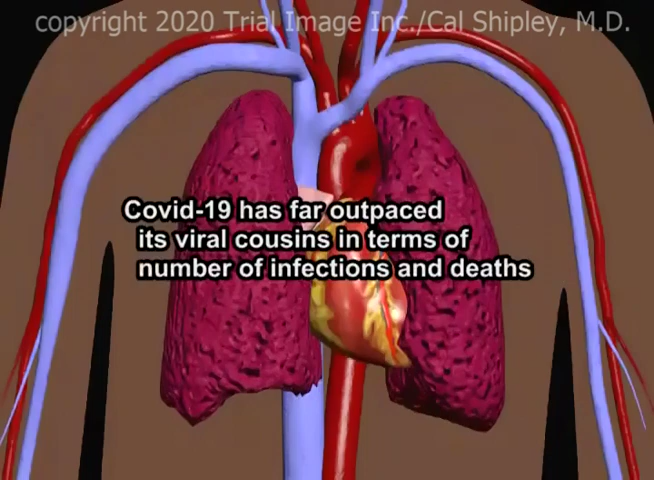 copyright 2020 Trial Image Inc./Cal Shipley, M.D.
Covid-19 has far outpaced
its viral cousins in terms of
number of infections and deaths